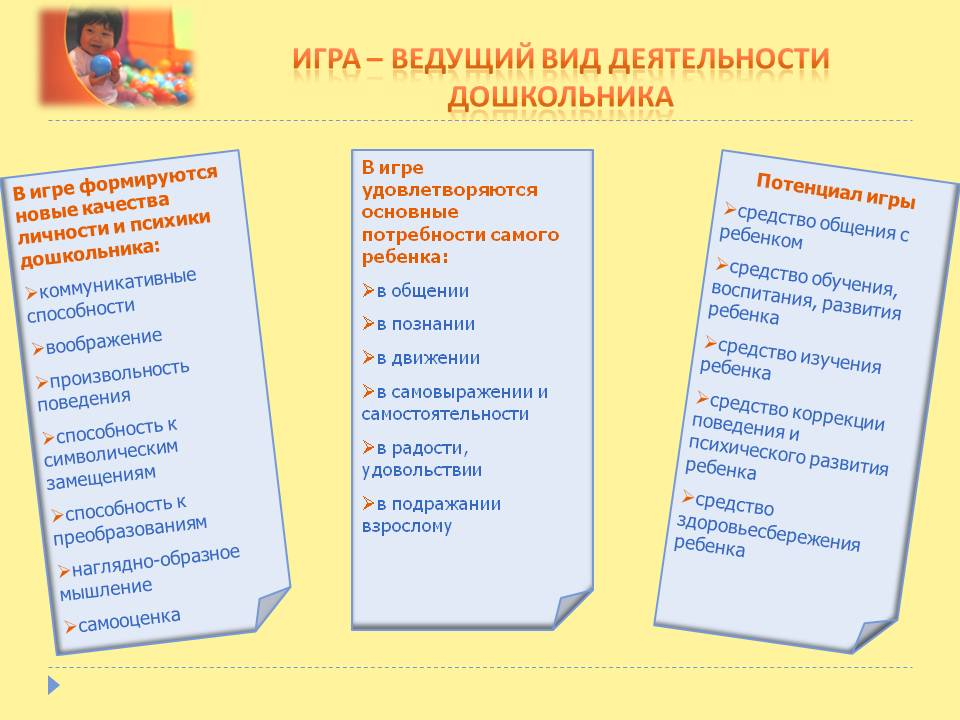 ИГРА – ВЕДУЩИЙ ВИД ДЕЯТЕЛЬНОСТИ
ДОШКОЛЬНИКА
В игре формируются
новые качества
личности и психики
дошкольника:
коммуникативные
способности
воображение
произвольность
поведения
способность к
символическим
замещениям
способность к
преобразованиям
наглядно-образное
мышление
самооценка
В игре
удовлетворяются
основные
потребности самого
ребенка:
в общении
в познании
в движении
в самовыражении и
самостоятельности
в радости,
удовольствии
в подражании
взрослому
Потенциал игры
средство общения с
ребенком
средство обучения,
воспитания, развития
ребенка
средство изучения
ребенка
средство коррекции
поведения и
психического развития
ребенка
средство
здоровьесбережения
ребенка